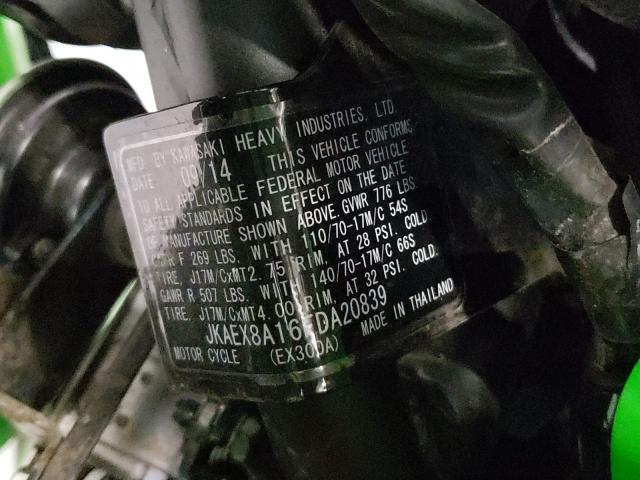 MFD. BY KAWASAKI HEAVY INDUSTRIES, LTD
DATE 09/14 THIS VEHICLE CONFORMS
TO ALL APPLICABLE FEDERAL MOTOR VEHICLE
SAFETY STANDARDS IN EFFECT ON THE DATE
OF MANUFACTURE SHOWN ABOVE. GVWR 776 LBS.
GAWR F 269 LBS. WITH 110/70-17M/C 54S
TIRE, J17M/CxMT2.75 RIM, AT 28 PSI. COLD.
GAWR R 507 LBS. WITH 140/70-17M/C 66S
TIRE, J17M/CxMT4.00 RIM, AT 32 PSI. COLD.
MOTOR CYCLE (EX300A) MADE IN THAILAND